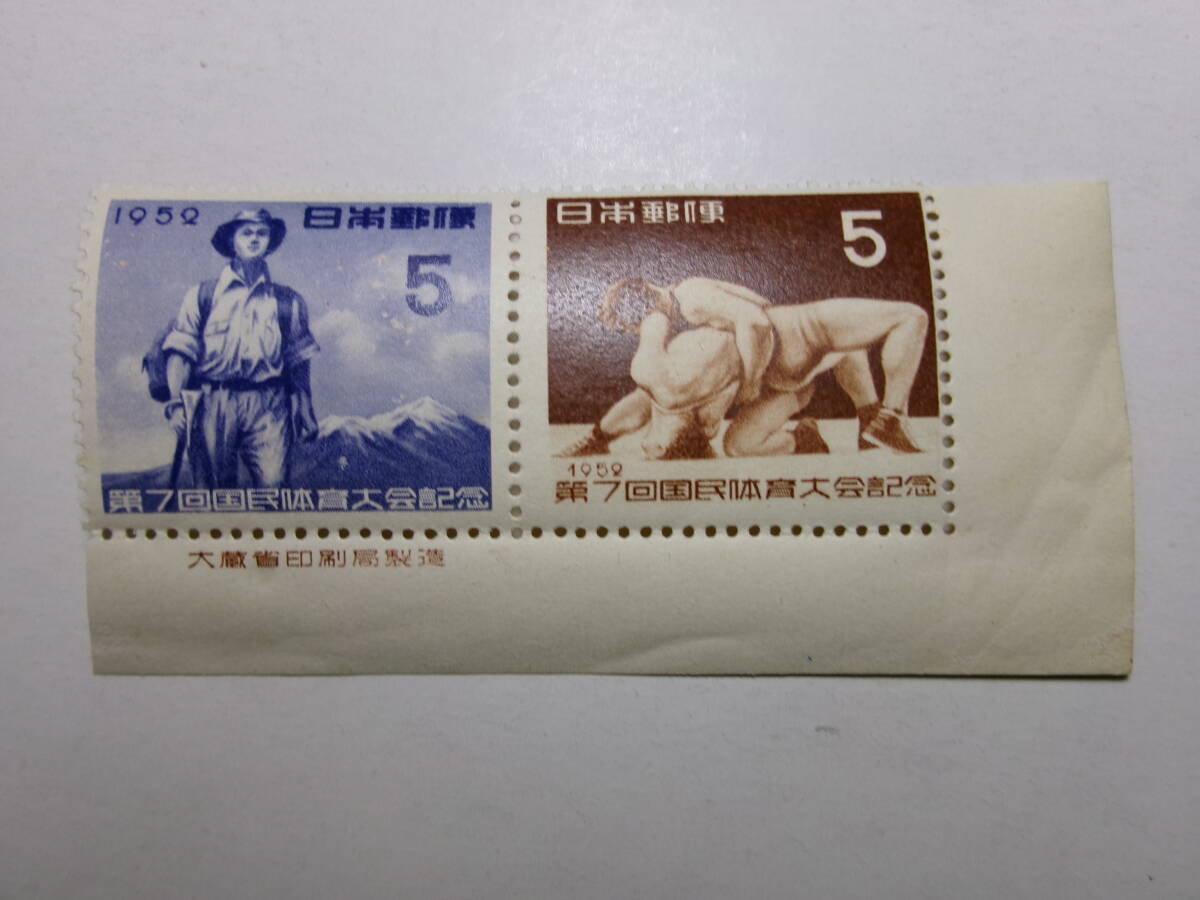 1952 日本郵便
5
第7回国民体育大会記念
日本郵便
5
1952
第7回国民体育大会記念
大蔵省印刷局製造